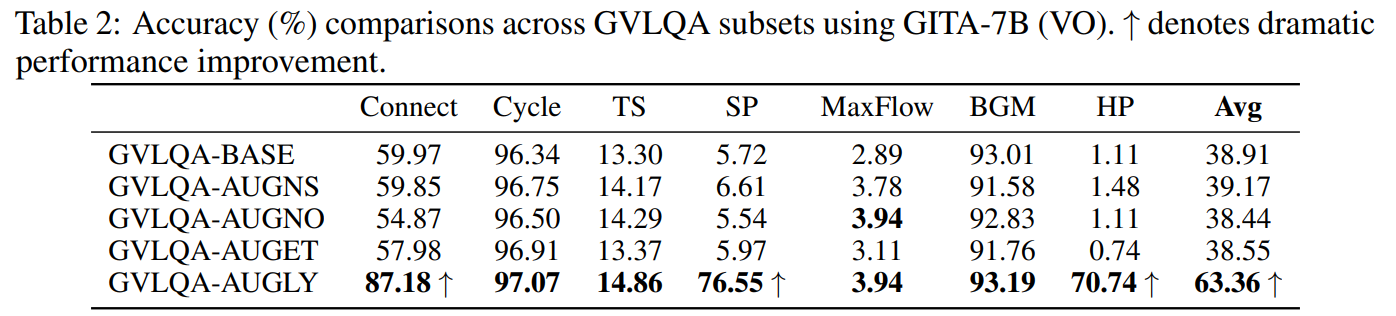 Table 2: Accuracy (%) comparisons across GVLQA subsets using GITA-7B (VO). ↑ denotes dramatic
performance improvement.
Connect Cycle TS SP MaxFlow BGM HP Avg
GVLQA-BASE 59.97 96.34 13.30 5.72 2.89 93.01 1.11 38.91
GVLQA-AUGNS 59.85 96.75 14.17 6.61 3.78 91.58 1.48 39.17
GVLQA-AUGNO 54.87 96.50 14.29 5.54 3.94 92.83 1.11 38.44
GVLQA-AUGET 57.98 96.91 13.37 5.97 3.11 91.76 0.74 38.55
GVLQA-AUGLY 87.18 ↑ 97.07 14.86 76.55 ↑ 3.94 93.19 70.74 ↑ 63.36 ↑